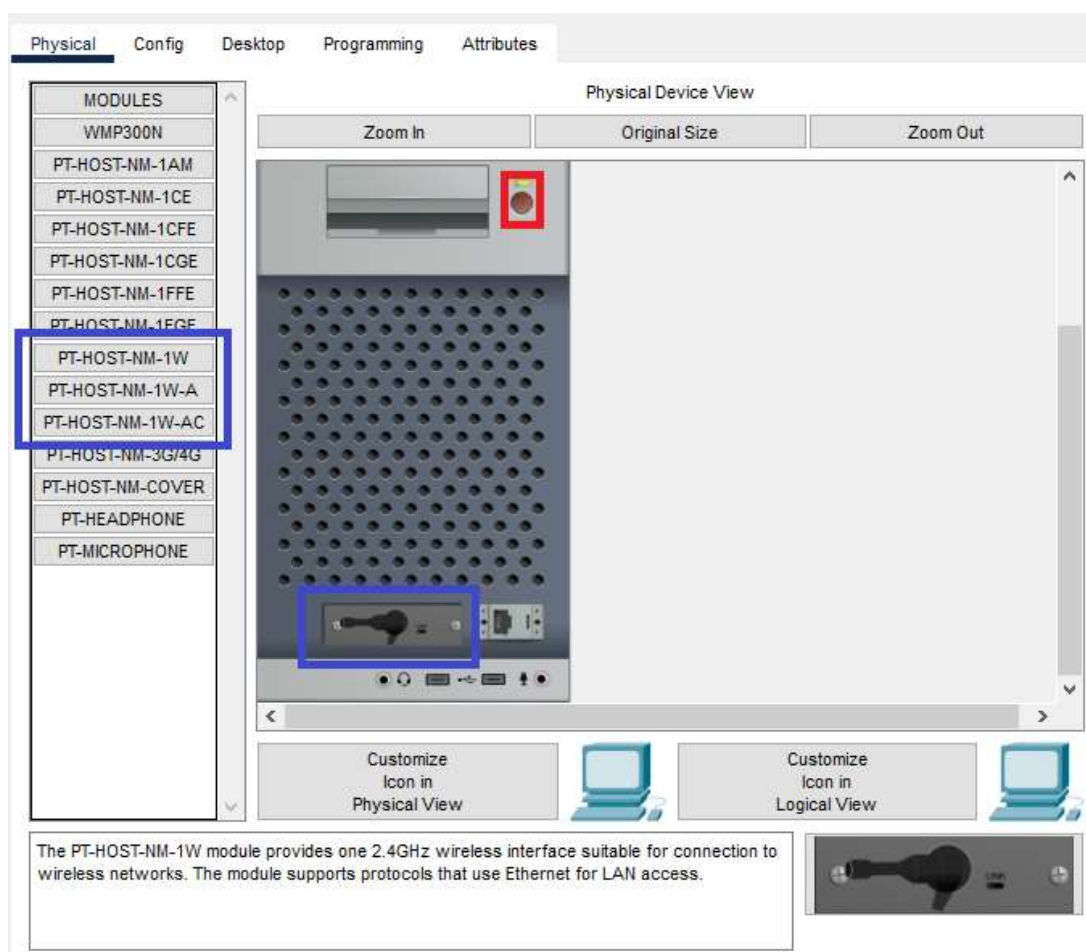 Physical Config Desktop Programming Attributes
MODULES
WMP300N
PT-HOST-NM-1AM
PT-HOST-NM-1CE
PT-HOST-NM-1CFE
PT-HOST-NM-1CGE
PT-HOST-NM-1FFE
PT-HOST-NM-1FGE
PT-HOST-NM-1W
PT-HOST-NM-1W-A
PT-HOST-NM-1W-AC
PT-HOST-NM-3G/4G
PT-HOST-NM-COVER
PT-HEADPHONE
PT-MICROPHONE
Physical Device View
Zoom In Original Size Zoom Out
Customize
Icon in
Physical View
Customize
Icon in
Logical View
The PT-HOST-NM-1W module provides one 2.4GHz wireless interface suitable for connection to
wireless networks. The module supports protocols that use Ethernet for LAN access.